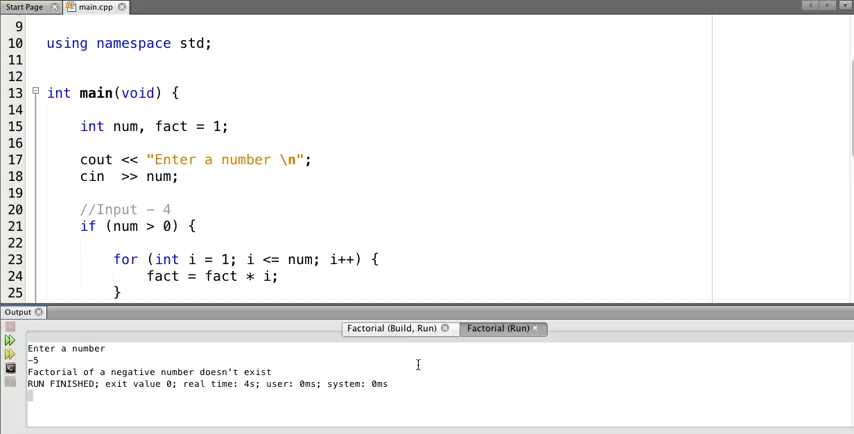 Start Page main.cpp
9
10 using namespace std;
11
12
13 int main(void) {
14
15 int num, fact = 1;
16
17 cout << "Enter a number \n";
18 cin >> num;
19
20 //Input - 4
21 if (num > 0) {
22
23 for (int i = 1; i <= num; i++) {
24 fact = fact * i;
25 }
Output
Factorial (Build, Run) Factorial (Run)
Enter a number
-5
Factorial of a negative number doesn't exist
RUN FINISHED; exit value 0; real time: 4s; user: 0ms; system: 0ms